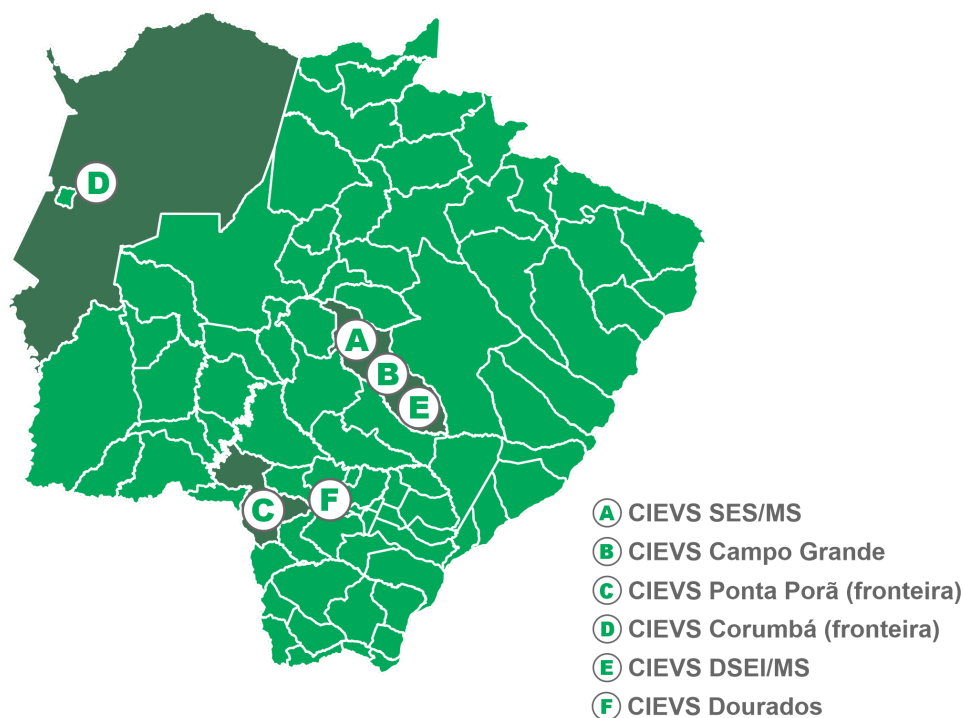 D
A
B
E
C
F
A CIEVS SES/MS
B CIEVS Campo Grande
C CIEVS Ponta Porã (fronteira)
D CIEVS Corumbá (fronteira)
E CIEVS DSEI/MS
F CIEVS Dourados